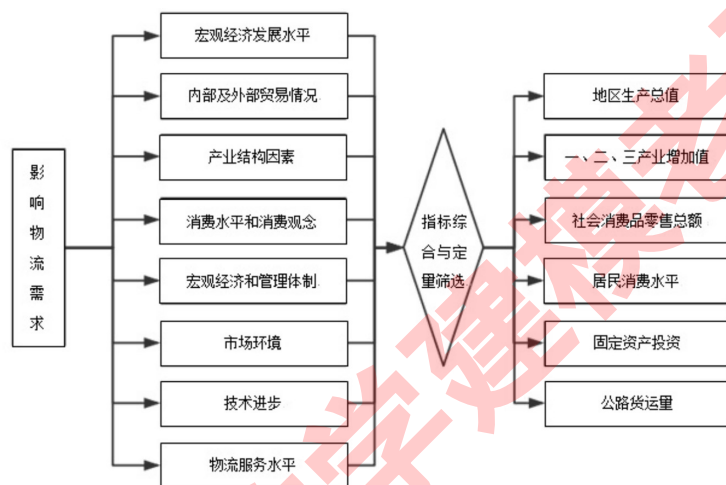 影响物流需求
宏观经济发展水平
内部及外部贸易情况
产业结构因素
消费水平和消费观念
宏观经济和管理体制
市场环境
技术进步
物流服务水平
指标综
合与定
量筛选
地区生产总值
一、二、三产业增加值
社会消费品零售总额
居民消费水平
固定资产投资
公路货运量
学建模考